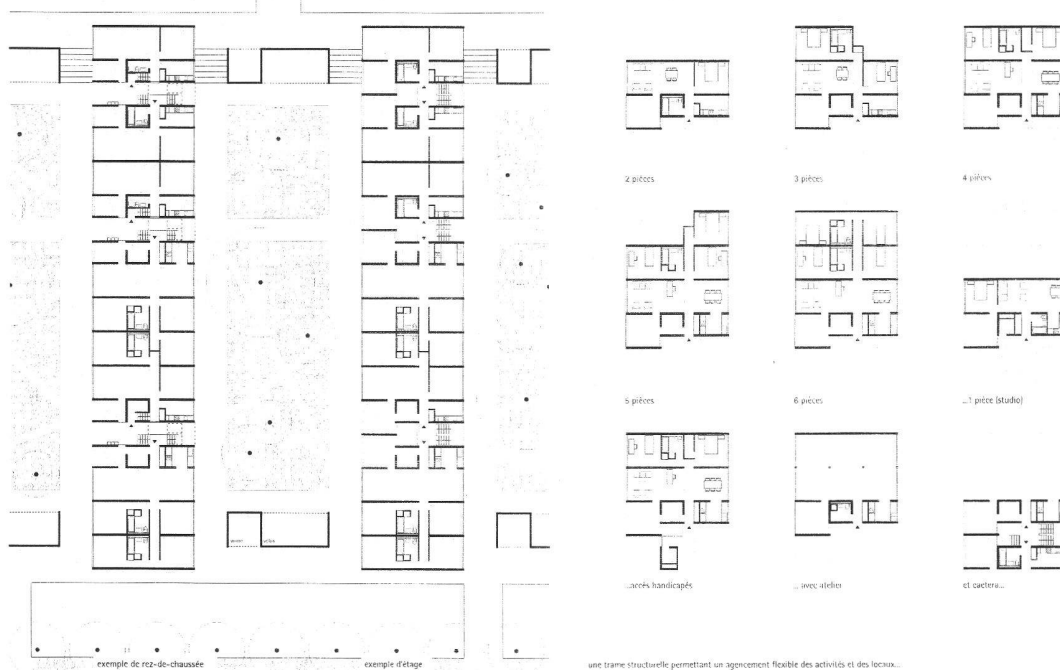 2 pièces
3 pièces
4 pièces
5 pièces
6 pièces
...1 pièce (studio)
...accès handicapés
... avec atelier
et caetera...
exemple de rez-de-chaussée
exemple d'étage
une trame structurelle permettant un agencement flexible des activités et des locaux...